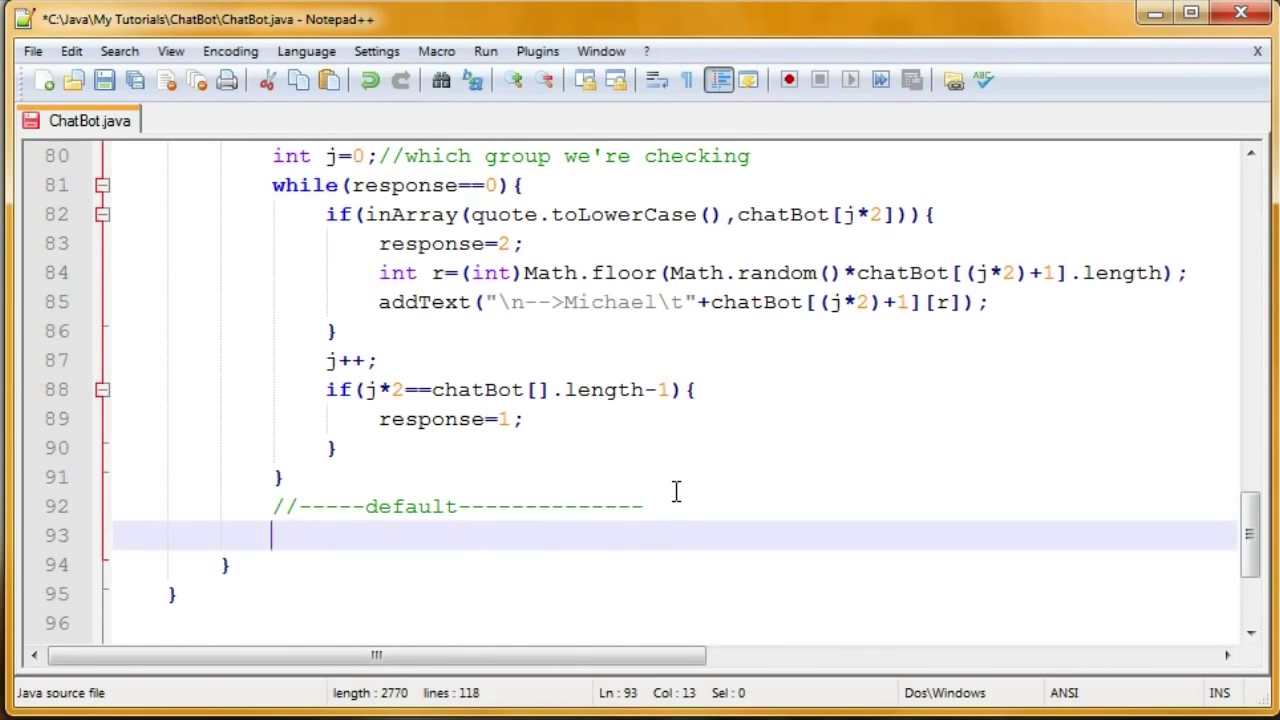 *C:\Java\My Tutorials\ChatBot\ChatBot.java - Notepad++
File Edit Search View Encoding Language Settings Macro Run Plugins Window ? X
ABC
ChatBot.java
80 int j=0;//which group we're checking
81 while(response==0){
82 if(inArray(quote.toLowerCase(),chatBot[j*2])){
83 response=2;
84 int r=(int)Math.floor(Math.random()*chatBot[(j*2)+1].length);
85 addText("\n-->Michael\t"+chatBot[(j*2)+1][r]);
86 }
87 j++;
88 if(j*2==chatBot[].length-1){
89 response=1;
90 }
91 }
92 //-----default--------------
93
94 }
95 }
96
Java source file length : 2770 lines : 118 Ln : 93 Col : 13 Sel : 0 Dos\Windows ANSI INS